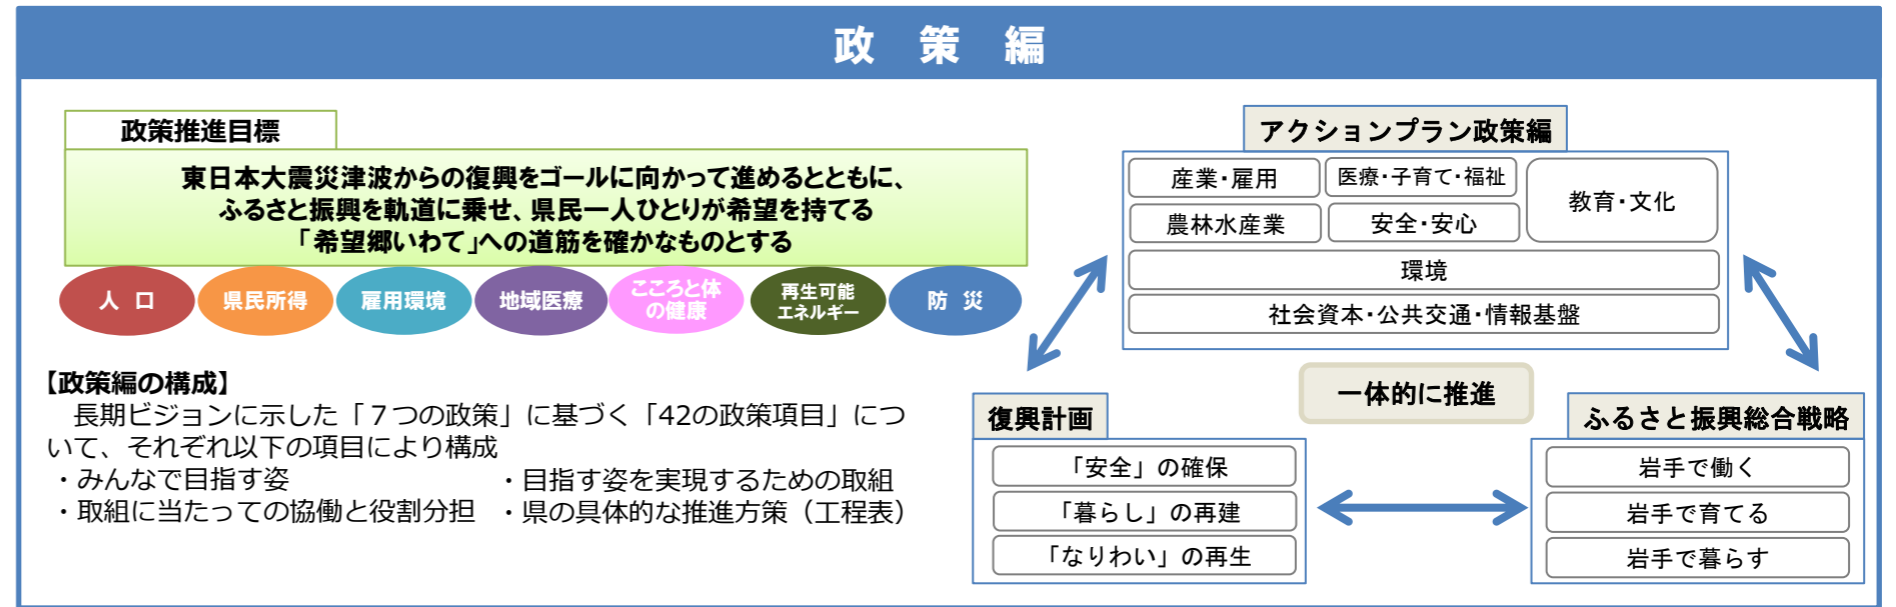 政策編
政策推進目標
東日本大震災津波からの復興をゴールに向かって進めるとともに、
ふるさと振興を軌道に乗せ、県民一人ひとりが希望を持てる
「希望郷いわて」への道筋を確かなものとする
人口
県民所得
雇用環境
地域医療
こころと体
の健康
再生可能
エネルギー
防災
【政策編の構成】
長期ビジョンに示した「７つの政策」に基づく「42の政策項目」につ
いて、それぞれ以下の項目により構成
・みんなで目指す姿 ・目指す姿を実現するための取組
・取組に当たっての協働と役割分担 ・県の具体的な推進方策（工程表）
アクションプラン政策編
産業・雇用
医療・子育て・福祉
教育・文化
農林水産業
安全・安心
環境
社会資本・公共交通・情報基盤
一体的に推進
復興計画
「安全」の確保
「暮らし」の再建
「なりわい」の再生
ふるさと振興総合戦略
岩手で働く
岩手で育てる
岩手で暮らす